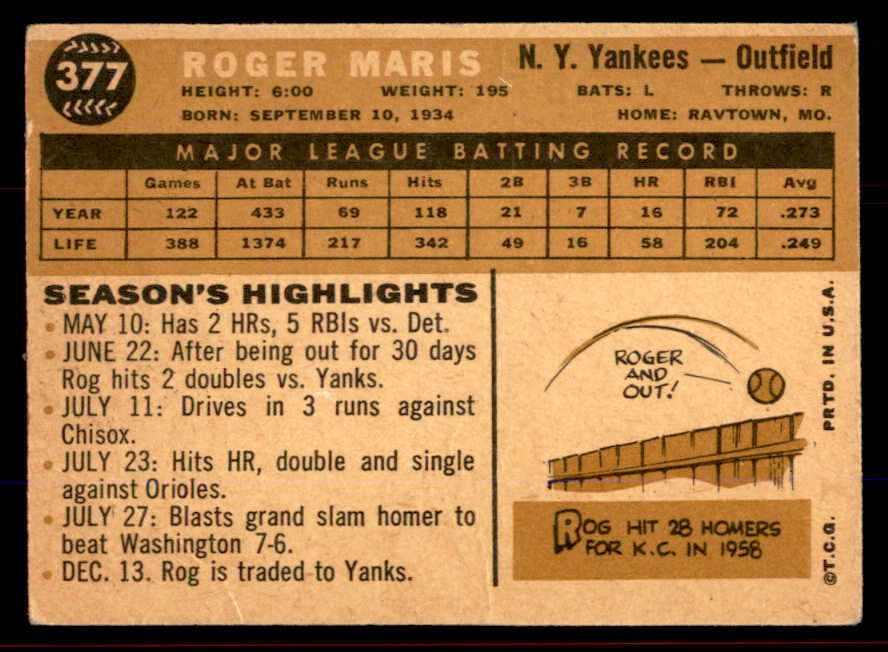 377
ROGER MARIS
N. Y. Yankees — Outfield
HEIGHT: 6:00 WEIGHT: 195 BATS: L THROWS: R
BORN: SEPTEMBER 10, 1934 HOME: RAVTOWN, MO.
MAJOR LEAGUE BATTING RECORD
Games At Bat Runs Hits 2B 3B HR RBI Avg
YEAR 122 433 69 118 21 7 16 72 .273
LIFE 388 1374 217 342 49 16 58 204 .249
SEASON'S HIGHLIGHTS
• MAY 10: Has 2 HRs, 5 RBIs vs. Det.
• JUNE 22: After being out for 30 days
Rog hits 2 doubles vs. Yanks.
• JULY 11: Drives in 3 runs against
Chisox.
• JULY 23: Hits HR, double and single
against Orioles.
• JULY 27: Blasts grand slam homer to
beat Washington 7-6.
• DEC. 13. Rog is traded to Yanks.
ROGER
AND
OUT!
ROG HIT 28 HOMERS
FOR K.C. IN 1958
©T.C.G. PRTD. IN U.S.A.